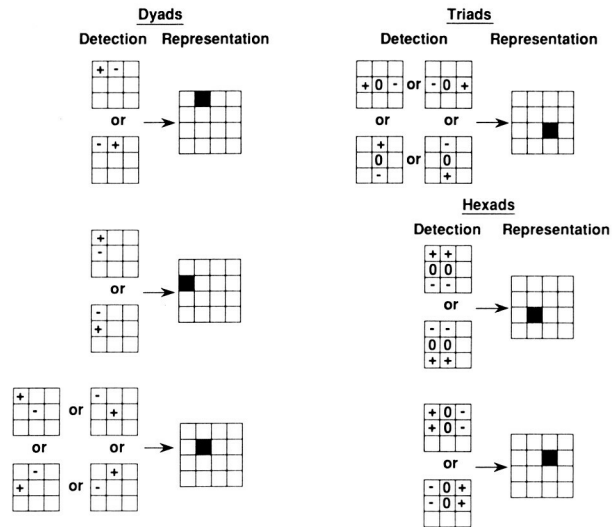 Dyads
Detection Representation
+ -
or
- +
+
-
or
-
+
+
-
or
-
+
or or
-
+
or
+
-
Triads
Detection Representation
+ 0 - or - 0 +
or or
+
0
-
or
-
0
+
Hexads
Detection Representation
+ +
0 0
- -
or
- -
0 0
+ +
+ 0 -
+ 0 -
or
- 0 +
- 0 +